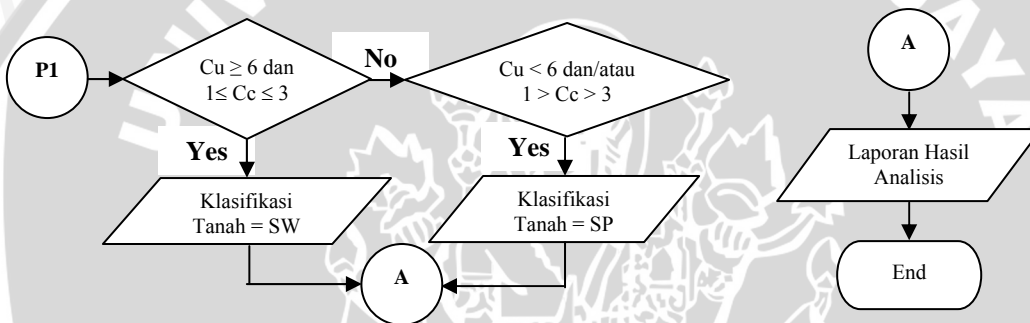 P1
Cu ≥ 6 dan
1≤ Cc ≤ 3
No
Cu < 6 dan/atau
1 > Cc > 3
Yes
Klasifikasi
Tanah = SW
Yes
Klasifikasi
Tanah = SP
A
A
Laporan Hasil
Analisis
End